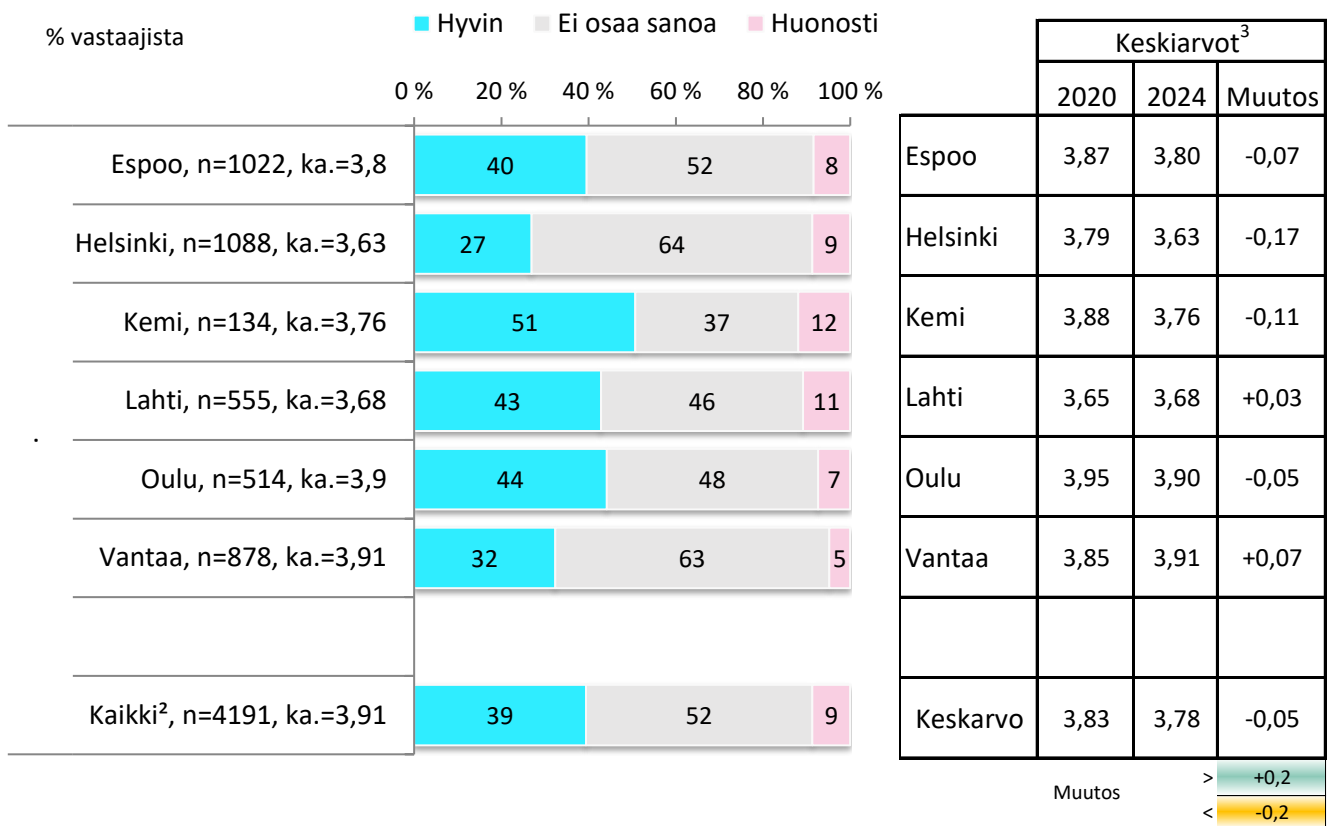 % vastaajista
Hyvin Ei osaa sanoa Huonosti
0 % 20 % 40 % 60 % 80 % 100 %
Espoo, n=1022, ka.=3,8 40 52 8
Helsinki, n=1088, ka.=3,63 27 64 9
Kemi, n=134, ka.=3,76 51 37 12
Lahti, n=555, ka.=3,68 43 46 11
.
Oulu, n=514, ka.=3,9 44 48 7
Vantaa, n=878, ka.=3,91 32 63 5
Kaikki², n=4191, ka.=3,91 39 52 9
Keskiarvot³
2020 2024 Muutos
Espoo 3,87 3,80 -0,07
Helsinki 3,79 3,63 -0,17
Kemi 3,88 3,76 -0,11
Lahti 3,65 3,68 +0,03
Oulu 3,95 3,90 -0,05
Vantaa 3,85 3,91 +0,07
Keskarvo 3,83 3,78 -0,05
Muutos
> +0,2
< -0,2